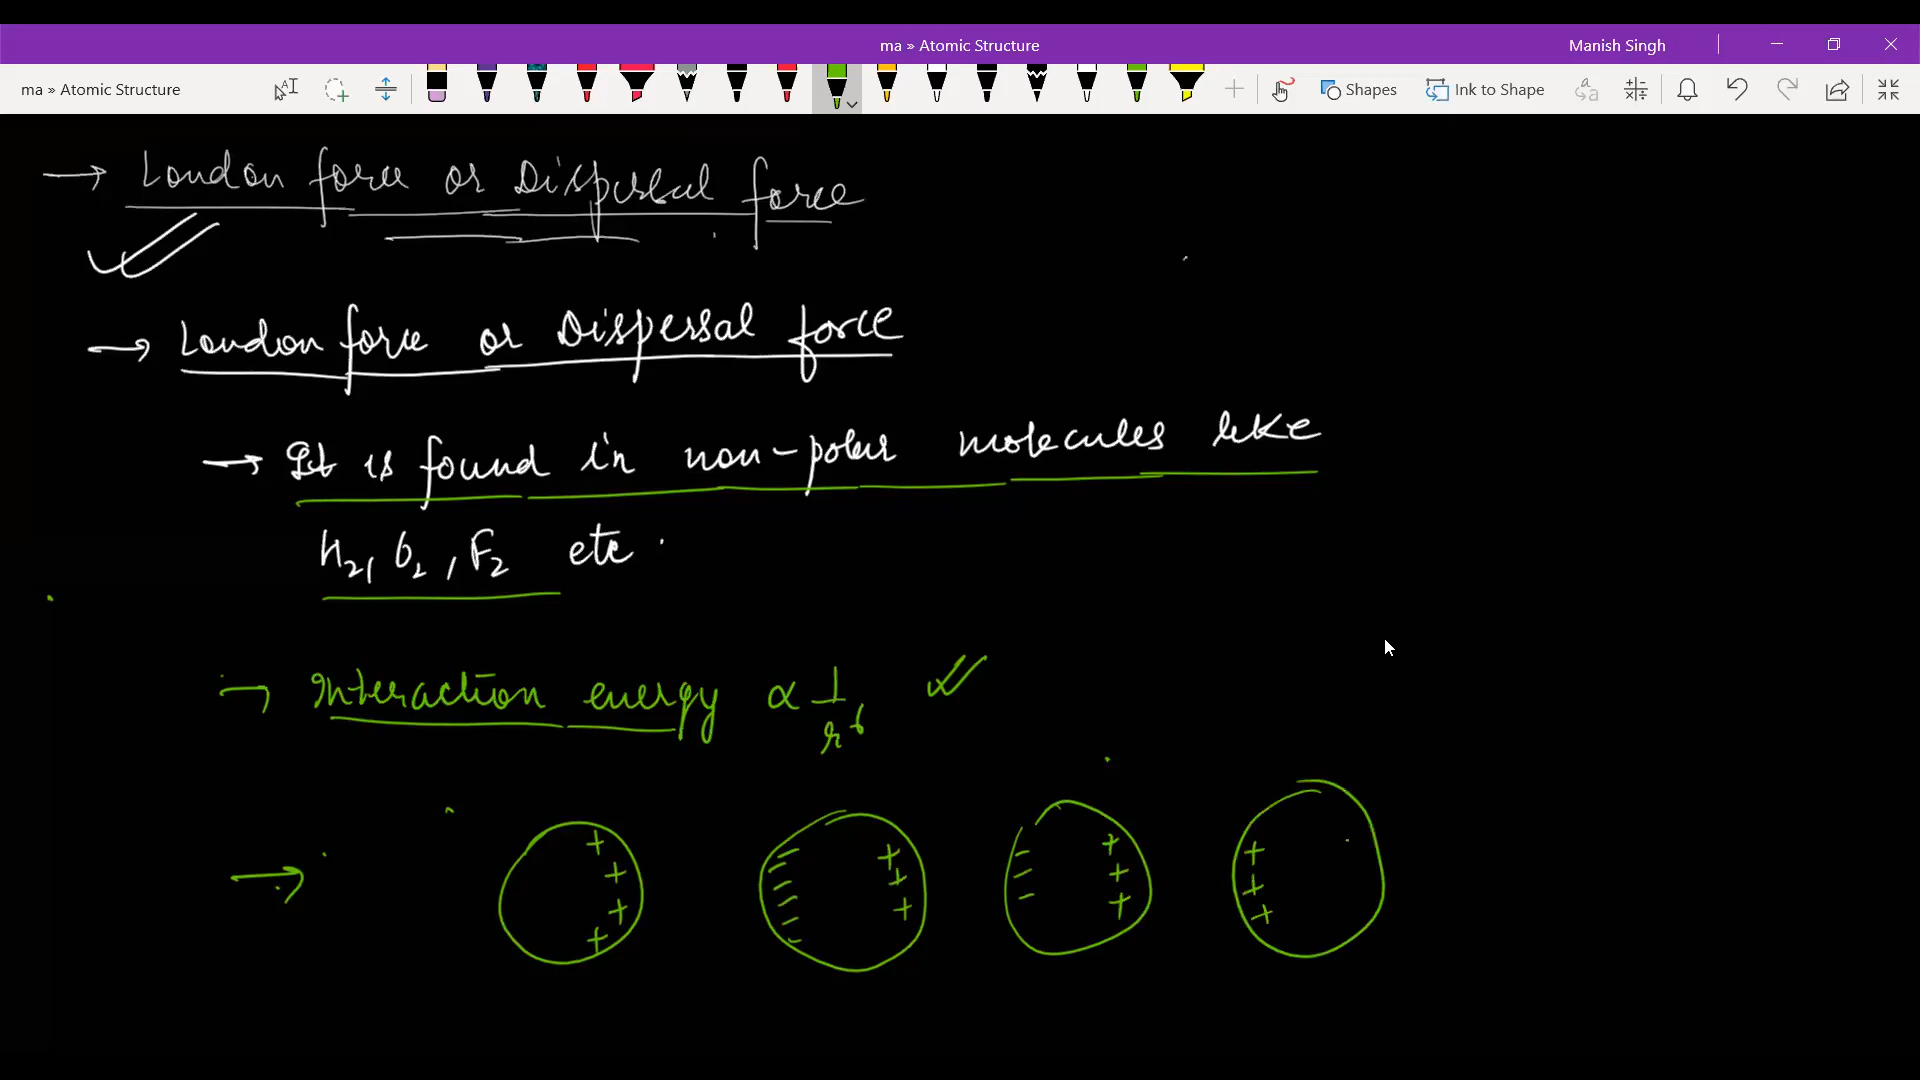 ma » Atomic Structure
Manish Singh
ma » Atomic Structure
Shapes
Ink to Shape
→ London force or Dispersal force
→ London force or Dispersal force
→ It is found in non-polar molecules like
H2, O2, F2 etc.
→ Interaction energy ∝ 1/r^6
→
+ + + +
- - - - - - + + +
- - - + + +
+ + +